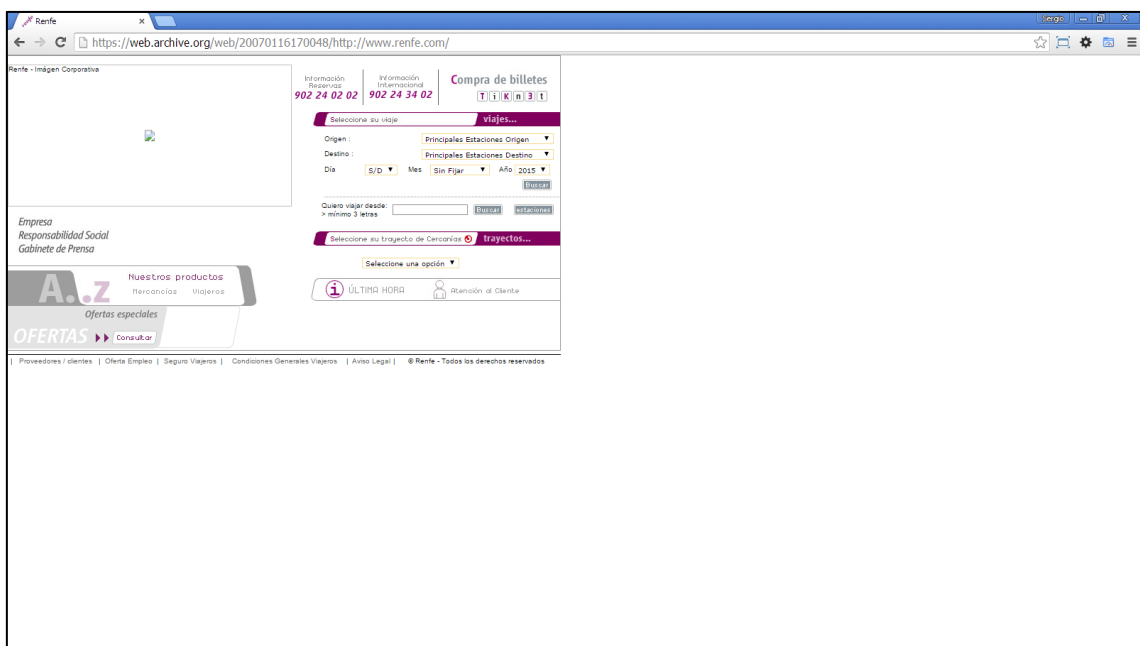 Renfe
Sergio
https://web.archive.org/web/20070116170048/http://www.renfe.com/
Renfe - Imágen Corporativa
Información Reservas
902 24 02 02
Información Internacional
902 24 34 02
Compra de billetes
TiKn3t
Seleccione su viaje
viajes...
Origen :
Principales Estaciones Origen
Destino :
Principales Estaciones Destino
Día S/D Mes Sin Fijar Año 2015
Buscar
Quiero viajar desde:
> mínimo 3 letras
Buscar estaciones
Empresa
Responsabilidad Social
Gabinete de Prensa
Seleccione su trayecto de Cercanías
trayectos...
Seleccione una opción
A..z
Nuestros productos
Mercancías Viajeros
ÚLTIMA HORA
Atención al Cliente
Ofertas especiales
OFERTAS
Consultar
| Proveedores / clientes | Oferta Empleo | Seguro Viajeros | Condiciones Generales Viajeros | Aviso Legal | ® Renfe - Todos los derechos reservados